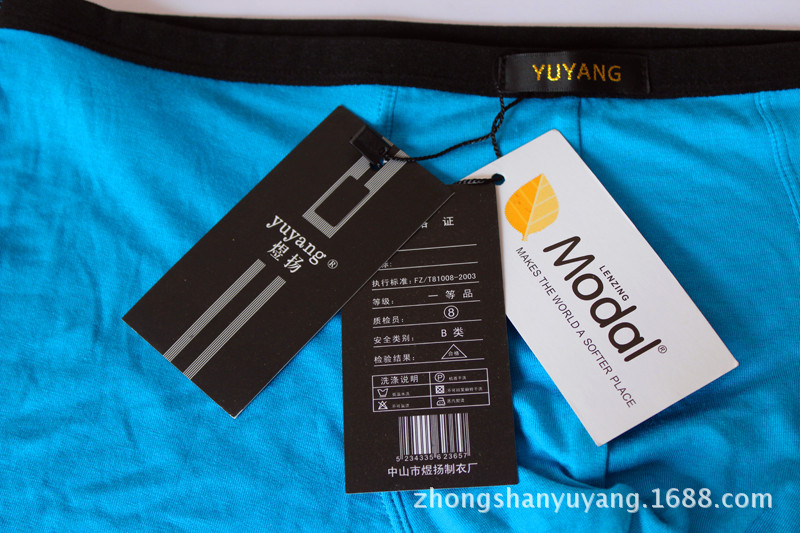 YUYANG
yuyang®
煜扬
格 证
执行标准: FZ/T81008-2003
等级: 一等品
质检员: ⑧
安全类别: B 类
检验结果: 合格
洗涤说明
中山市煜扬制衣厂
5 234335 623657
LENZING
Modal®
MAKES THE WORLD A SOFTER PLACE
zhongshanyuyang.1688.com